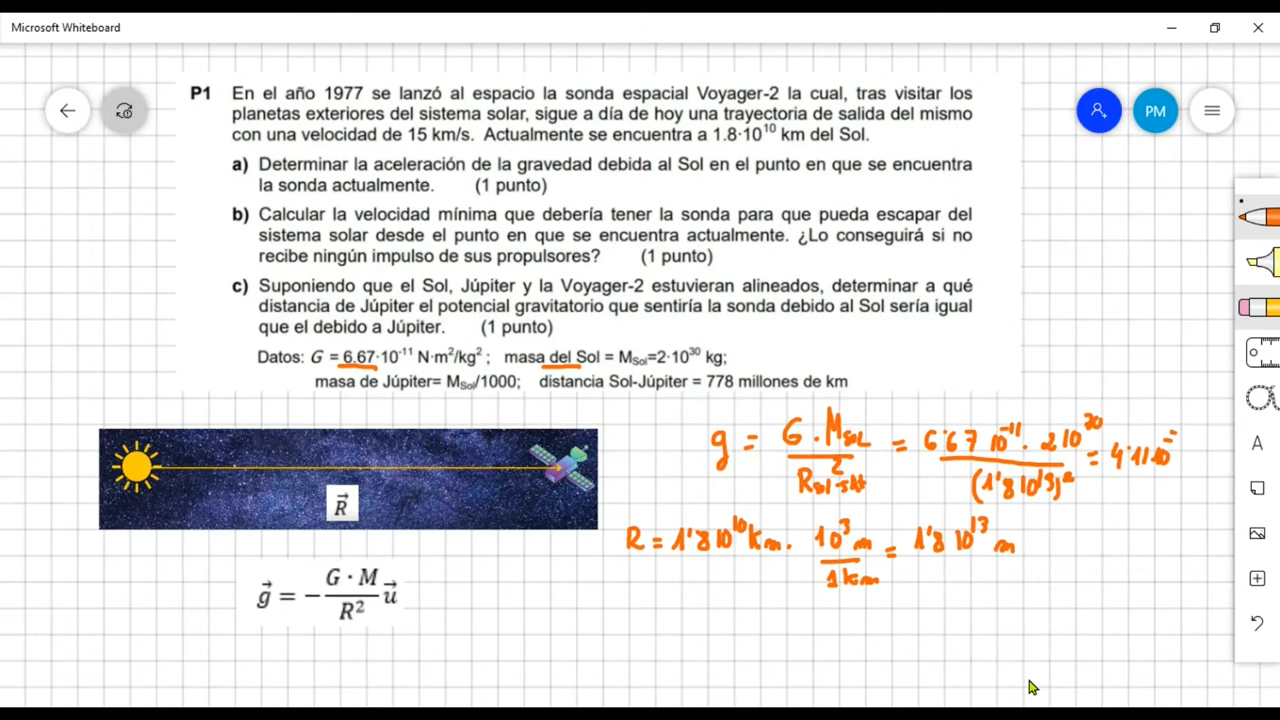 Microsoft Whiteboard
PM
P1 En el año 1977 se lanzó al espacio la sonda espacial Voyager-2 la cual, tras visitar los
planetas exteriores del sistema solar, sigue a día de hoy una trayectoria de salida del mismo
con una velocidad de 15 km/s. Actualmente se encuentra a 1.8·10¹⁰ km del Sol.
a) Determinar la aceleración de la gravedad debida al Sol en el punto en que se encuentra
la sonda actualmente. (1 punto)
b) Calcular la velocidad mínima que debería tener la sonda para que pueda escapar del
sistema solar desde el punto en que se encuentra actualmente. ¿Lo conseguirá si no
recibe ningún impulso de sus propulsores? (1 punto)
c) Suponiendo que el Sol, Júpiter y la Voyager-2 estuvieran alineados, determinar a qué
distancia de Júpiter el potencial gravitatorio que sentiría la sonda debido al Sol sería igual
que el debido a Júpiter. (1 punto)
Datos: G = 6.67·10⁻¹¹ N·m²/kg² ; masa del Sol = M_Sol=2·10³⁰ kg;
masa de Júpiter= M_Sol/1000; distancia Sol-Júpiter = 778 millones de km
g = G · M_SOL / R_sol-sat² = 6'67 10⁻¹¹ · 2 10³⁰ / (1'8 10¹³)² = 4'11 10⁻
R⃗
R = 1'8 10¹⁰ km · 10³ m / 1 km = 1'8 10¹³ m
g⃗ = − G · M / R² u⃗
A